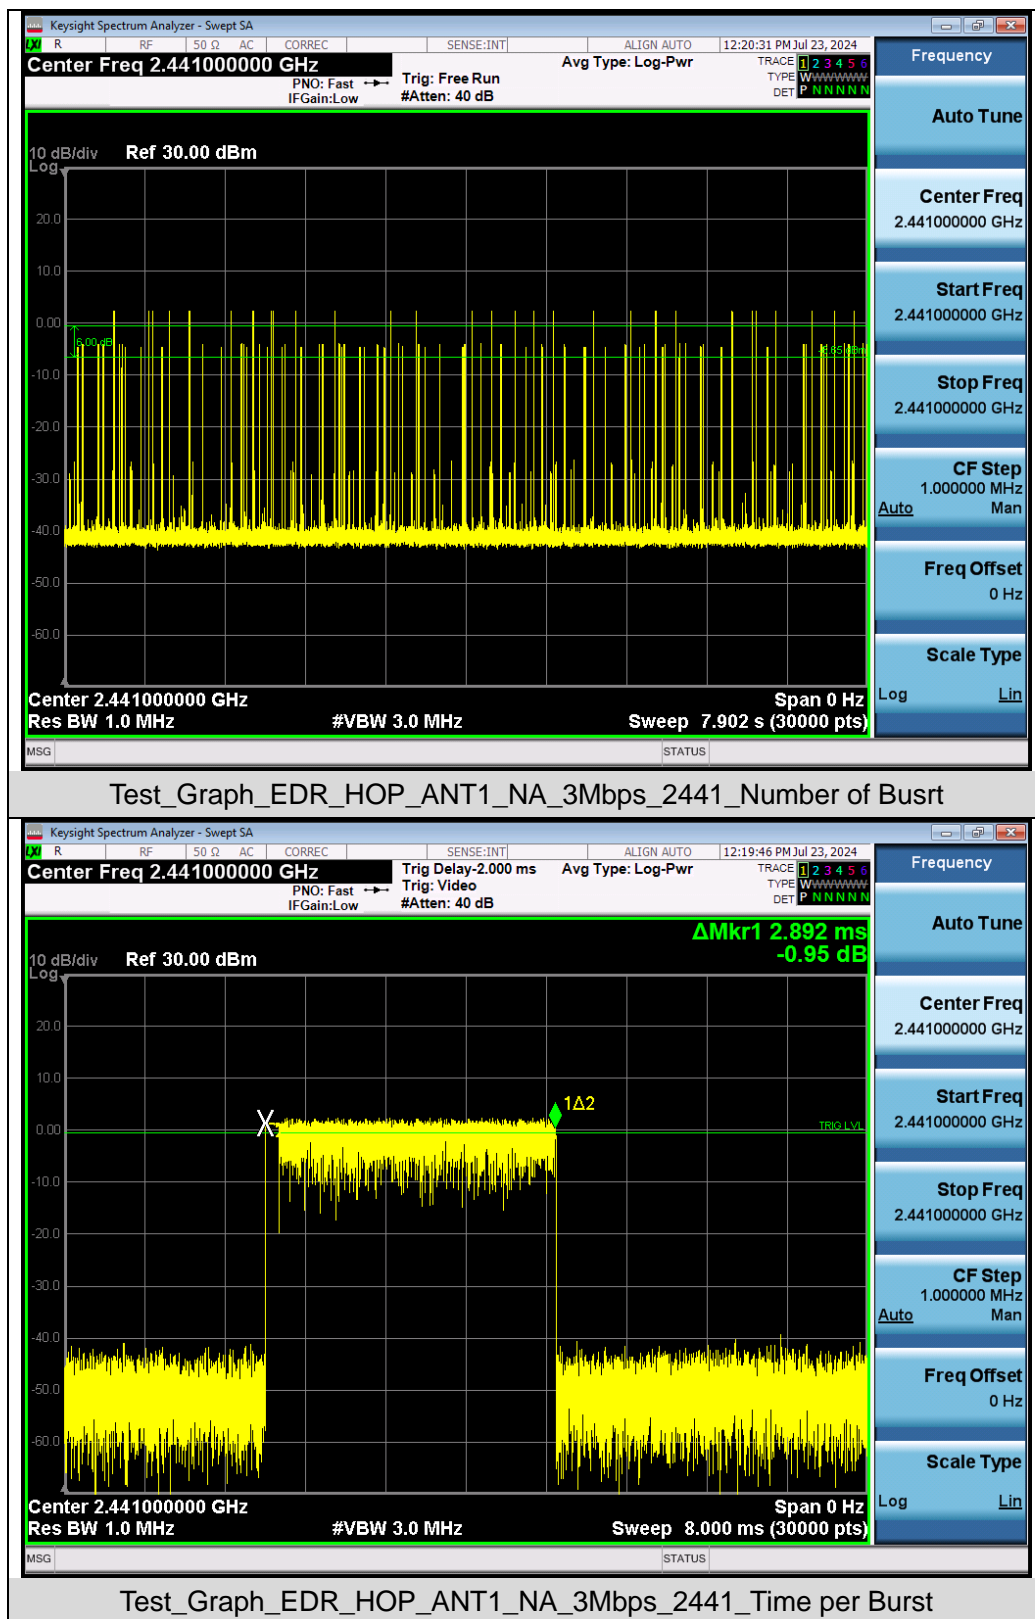 Keysight Spectrum Analyzer - Swept SA
LXI R RF 50 Ω AC CORREC SENSE:INT ALIGN AUTO 12:20:31 PM Jul 23, 2024
Center Freq 2.441000000 GHz
PNO: Fast
IFGain:Low
Trig: Free Run
#Atten: 40 dB
Avg Type: Log-Pwr
TRACE 1 2 3 4 5 6
TYPE WWWWWW
DET P N N N N N
10 dB/div Ref 30.00 dBm
Log
20.0
10.0
0.00
6.00 dB
-10.0
-20.0
-30.0
-40.0
-50.0
-60.0
Center 2.441000000 GHz Span 0 Hz
Res BW 1.0 MHz #VBW 3.0 MHz Sweep 7.902 s (30000 pts)
MSG STATUS
Frequency
Auto Tune
Center Freq
2.441000000 GHz
Start Freq
2.441000000 GHz
Stop Freq
2.441000000 GHz
CF Step
1.000000 MHz
Auto Man
Freq Offset
0 Hz
Scale Type
Log Lin
Test_Graph_EDR_HOP_ANT1_NA_3Mbps_2441_Number of Busrt
Keysight Spectrum Analyzer - Swept SA
LXI R RF 50 Ω AC CORREC SENSE:INT ALIGN AUTO 12:19:46 PM Jul 23, 2024
Center Freq 2.441000000 GHz
PNO: Fast
IFGain:Low
Trig Delay-2.000 ms
Trig: Video
#Atten: 40 dB
Avg Type: Log-Pwr
TRACE 1 2 3 4 5 6
TYPE WWWWWW
DET P N N N N N
ΔMkr1 2.892 ms
-0.95 dB
10 dB/div Ref 30.00 dBm
Log
20.0
10.0
0.00
1Δ2
TRIG LVL
-10.0
-20.0
-30.0
-40.0
-50.0
-60.0
Center 2.441000000 GHz Span 0 Hz
Res BW 1.0 MHz #VBW 3.0 MHz Sweep 8.000 ms (30000 pts)
MSG STATUS
Frequency
Auto Tune
Center Freq
2.441000000 GHz
Start Freq
2.441000000 GHz
Stop Freq
2.441000000 GHz
CF Step
1.000000 MHz
Auto Man
Freq Offset
0 Hz
Scale Type
Log Lin
Test_Graph_EDR_HOP_ANT1_NA_3Mbps_2441_Time per Burst